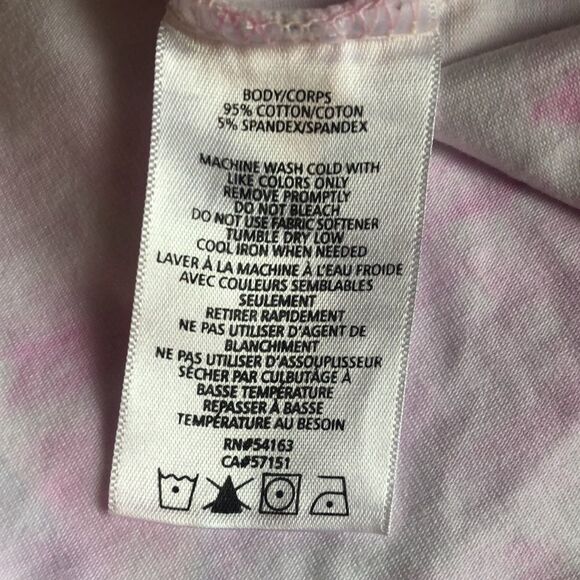 BODY/CORPS
95% COTTON/COTON
5% SPANDEX/SPANDEX
MACHINE WASH COLD WITH
LIKE COLORS ONLY
REMOVE PROMPTLY
DO NOT BLEACH
DO NOT USE FABRIC SOFTENER
TUMBLE DRY LOW
COOL IRON WHEN NEEDED
LAVER À LA MACHINE À L'EAU FROIDE
AVEC COULEURS SEMBLABLES
SEULEMENT
RETIRER RAPIDEMENT
NE PAS UTILISER D'AGENT DE
BLANCHIMENT
NE PAS UTILISER D'ASSOUPLISSEUR
SÉCHER PAR CULBUTAGE À
BASSE TEMPÉRATURE
REPASSER À BASSE
TEMPÉRATURE AU BESOIN
RN#54163
CA#57151